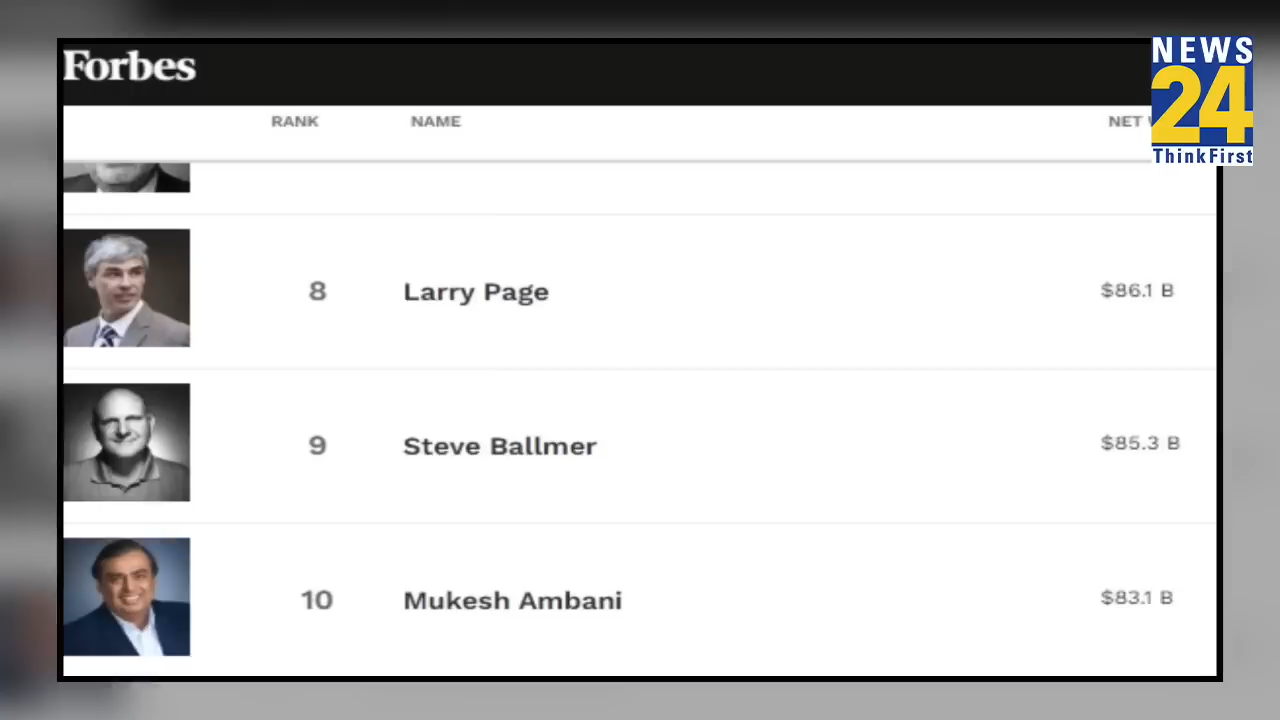 Forbes
NEWS
24
ThinkFirst
RANK NAME NET
8 Larry Page $86.1 B
9 Steve Ballmer $85.3 B
10 Mukesh Ambani $83.1 B